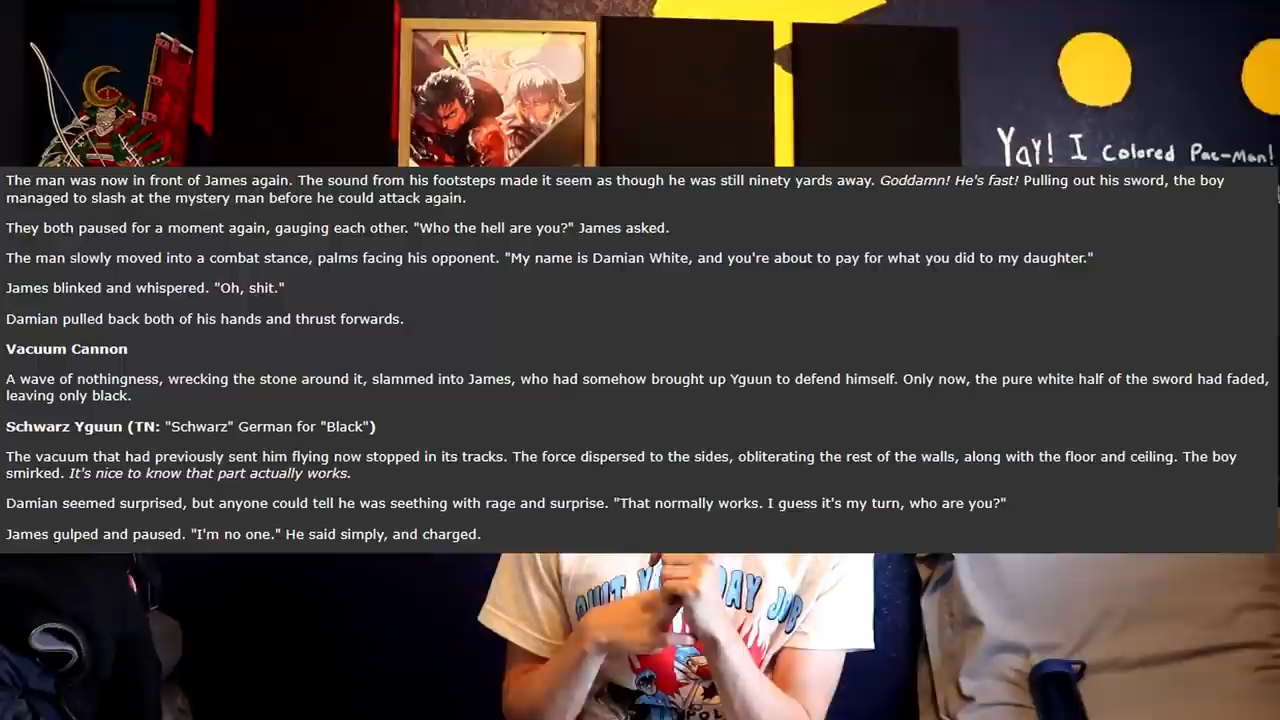 Yay! I Colored Pac-Man!
The man was now in front of James again. The sound from his footsteps made it seem as though he was still ninety yards away. Goddamn! He's fast! Pulling out his sword, the boy
managed to slash at the mystery man before he could attack again.
They both paused for a moment again, gauging each other. "Who the hell are you?" James asked.
The man slowly moved into a combat stance, palms facing his opponent. "My name is Damian White, and you're about to pay for what you did to my daughter."
James blinked and whispered. "Oh, shit."
Damian pulled back both of his hands and thrust forwards.
Vacuum Cannon
A wave of nothingness, wrecking the stone around it, slammed into James, who had somehow brought up Yguun to defend himself. Only now, the pure white half of the sword had faded,
leaving only black.
Schwarz Yguun (TN: "Schwarz" German for "Black")
The vacuum that had previously sent him flying now stopped in its tracks. The force dispersed to the sides, obliterating the rest of the walls, along with the floor and ceiling. The boy
smirked. It's nice to know that part actually works.
Damian seemed surprised, but anyone could tell he was seething with rage and surprise. "That normally works. I guess it's my turn, who are you?"
James gulped and paused. "I'm no one." He said simply, and charged.
DAY JOB